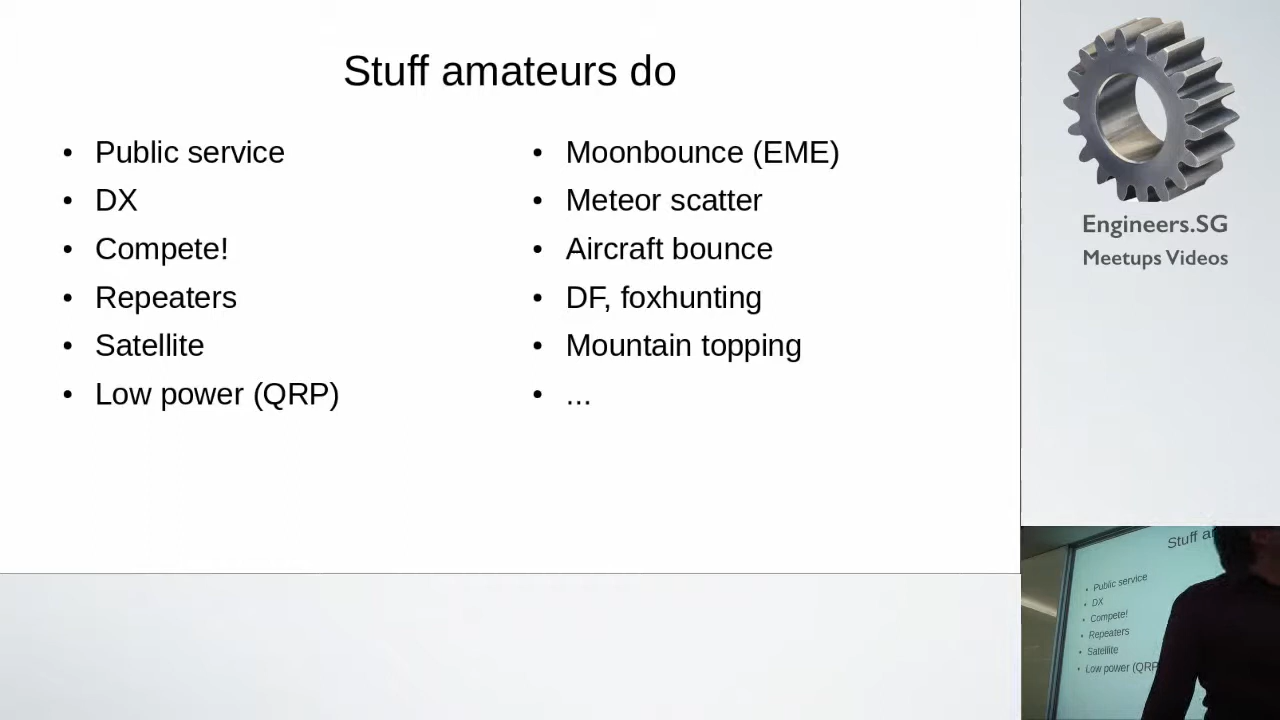 Stuff amateurs do
• Public service
• DX
• Compete!
• Repeaters
• Satellite
• Low power (QRP)
• Moonbounce (EME)
• Meteor scatter
• Aircraft bounce
• DF, foxhunting
• Mountain topping
• ...
Engineers.SG
Meetups Videos
Stuff a
• Public service
• DX
• Compete!
• Repeaters
• Satellite
• Low power (QRP